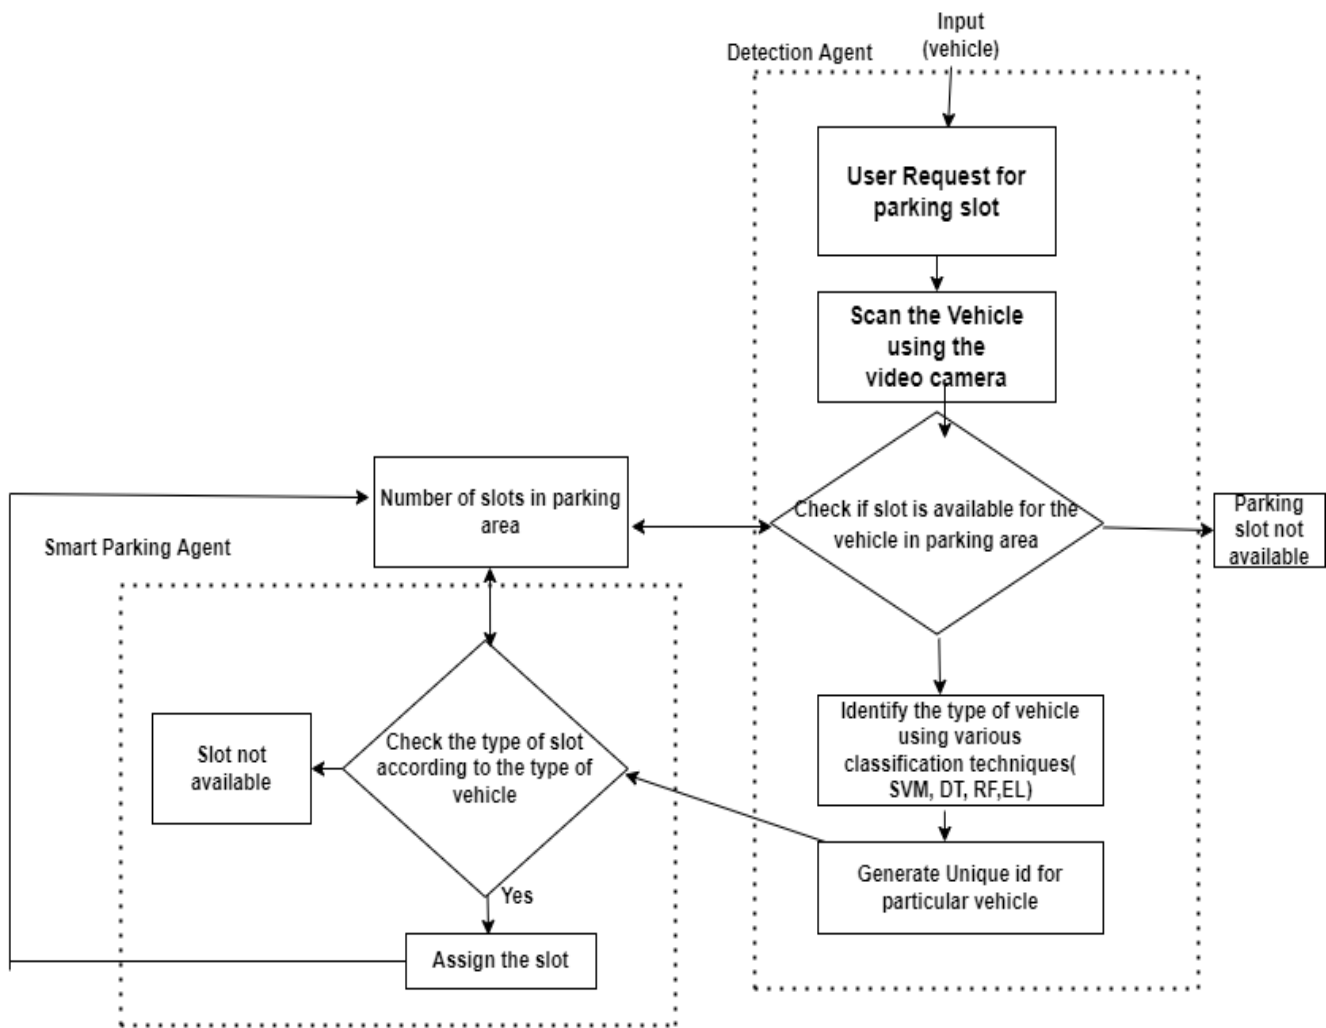 Input
(vehicle)
Detection Agent
User Request for
parking slot
Scan the Vehicle
using the
video camera
Check if slot is available for the
vehicle in parking area
Parking
slot not
available
Number of slots in parking
area
Smart Parking Agent
Identify the type of vehicle
using various
classification techniques(
SVM, DT, RF,EL)
Generate Unique id for
particular vehicle
Check the type of slot
according to the type of
vehicle
Slot not
available
Yes
Assign the slot